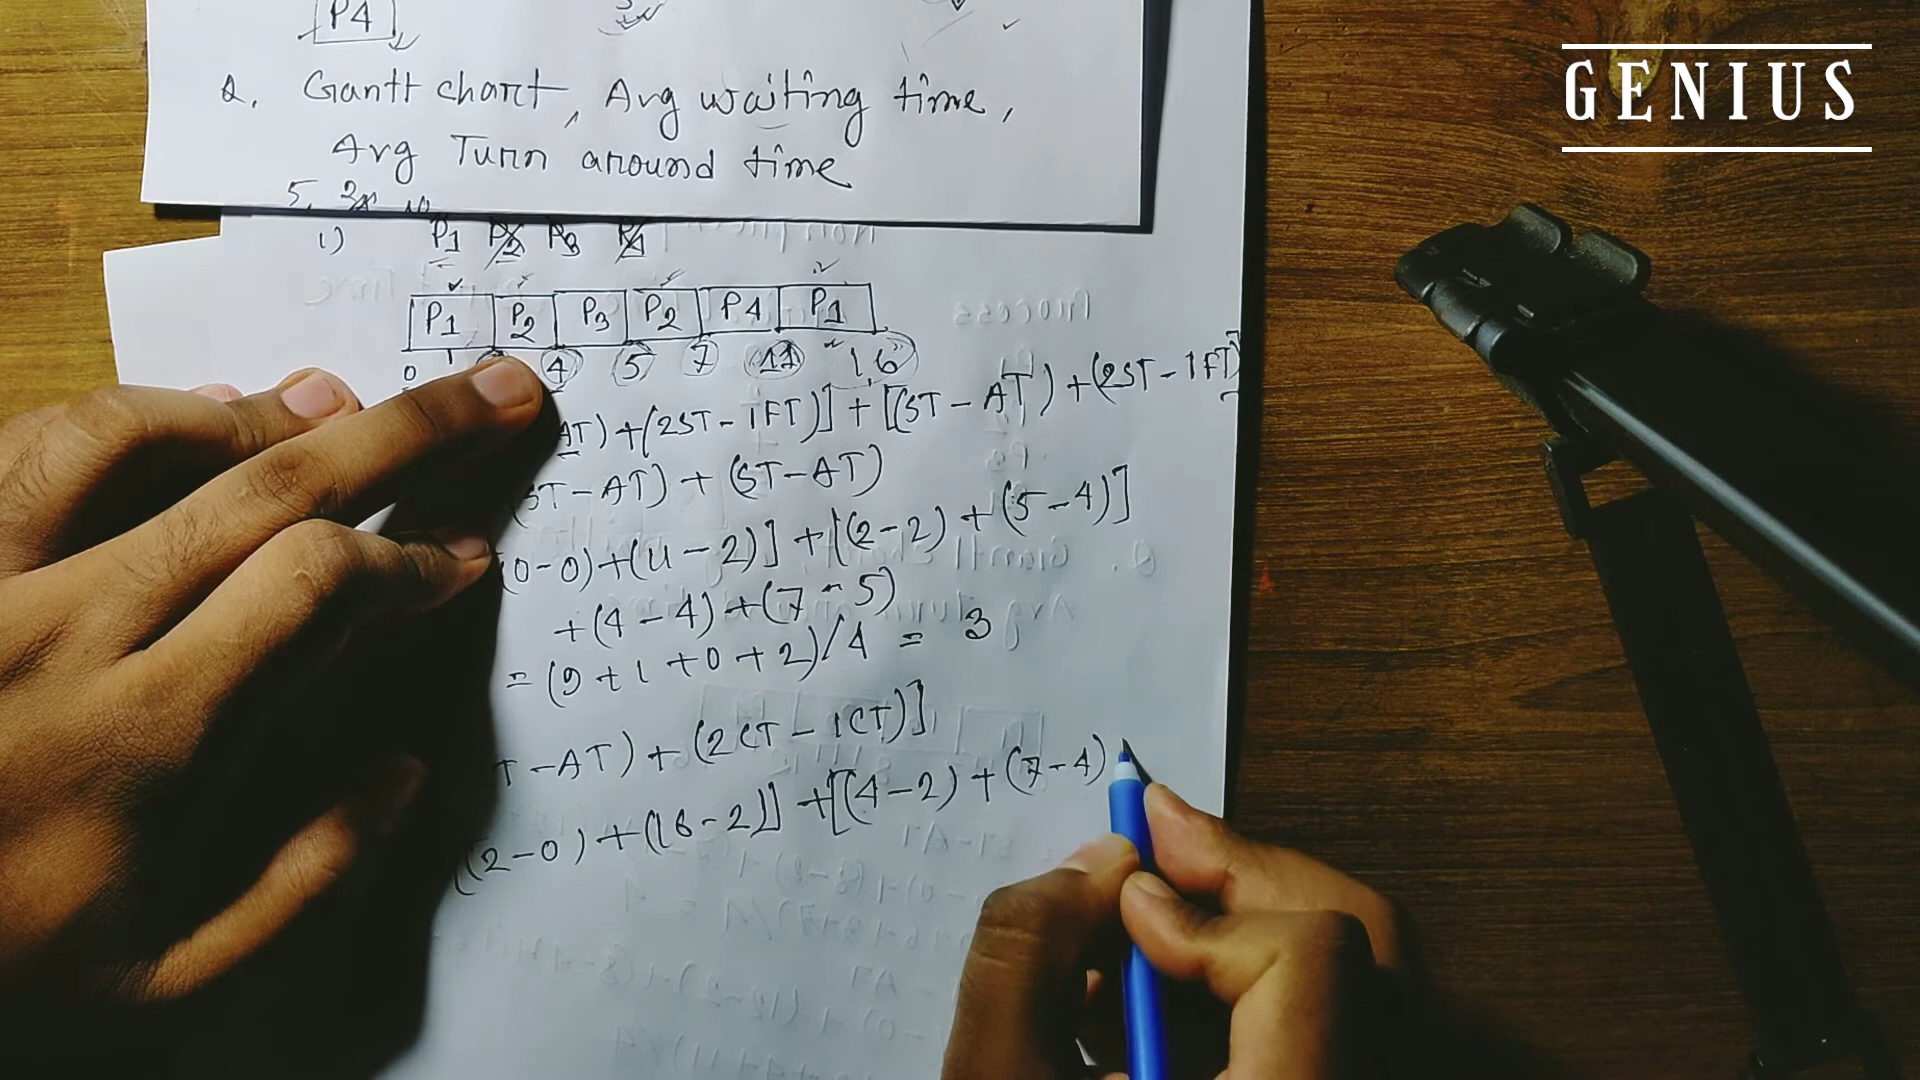 P4
GENIUS
Q. Gantt chart, Avg waiting time,
Avg Turn around time
1) P1 P2 P3 P4
P1 P2 P3 P2 P4 P1
0 4 5 7 11 16
AT) + (2ST - 1FT)] + [(ST - AT) + (2ST - 1FT)]
(ST - AT) + (ST - AT)
(0-0) + (11 - 2)] + [(2-2) + (5-4)]
+ (4-4) + (7-5)
= (9+1+0+2)/4 = 3
T - AT) + (2CT - 1CT)]
(2-0) + (16-2)] + [(4-2) + (7-4)